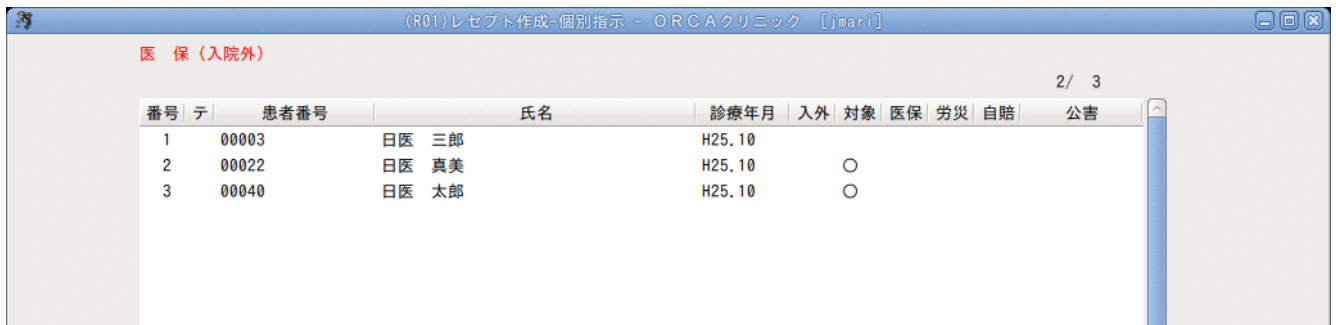 (R01)レセプト作成-個別指示 - ORCAクリニック [jmari]
医 保(入院外)
2/ 3
番号 テ 患者番号 氏名 診療年月 入外 対象 医保 労災 自賠 公害
1 00003 日医 三郎 H25.10
2 00022 日医 真美 H25.10 〇
3 00040 日医 太郎 H25.10 〇